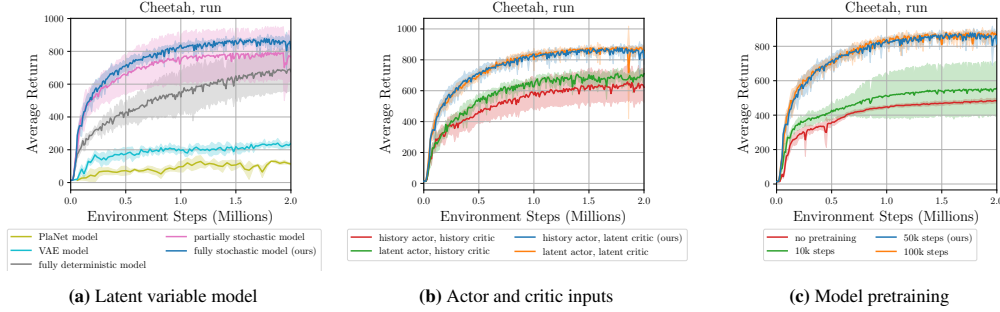 Cheetah, run
1000
800
600
400
200
0
Average Return
0.0 0.5 1.0 1.5 2.0
Environment Steps (Millions)
PlaNet model
VAE model
fully deterministic model
partially stochastic model
fully stochastic model (ours)
(a) Latent variable model
Cheetah, run
1000
800
600
400
200
0
Average Return
0.0 0.5 1.0 1.5 2.0
Environment Steps (Millions)
history actor, history critic
latent actor, history critic
history actor, latent critic (ours)
latent actor, latent critic
(b) Actor and critic inputs
Cheetah, run
800
600
400
200
0
Average Return
0.0 0.5 1.0 1.5 2.0
Environment Steps (Millions)
no pretraining
10k steps
50k steps (ours)
100k steps
(c) Model pretraining